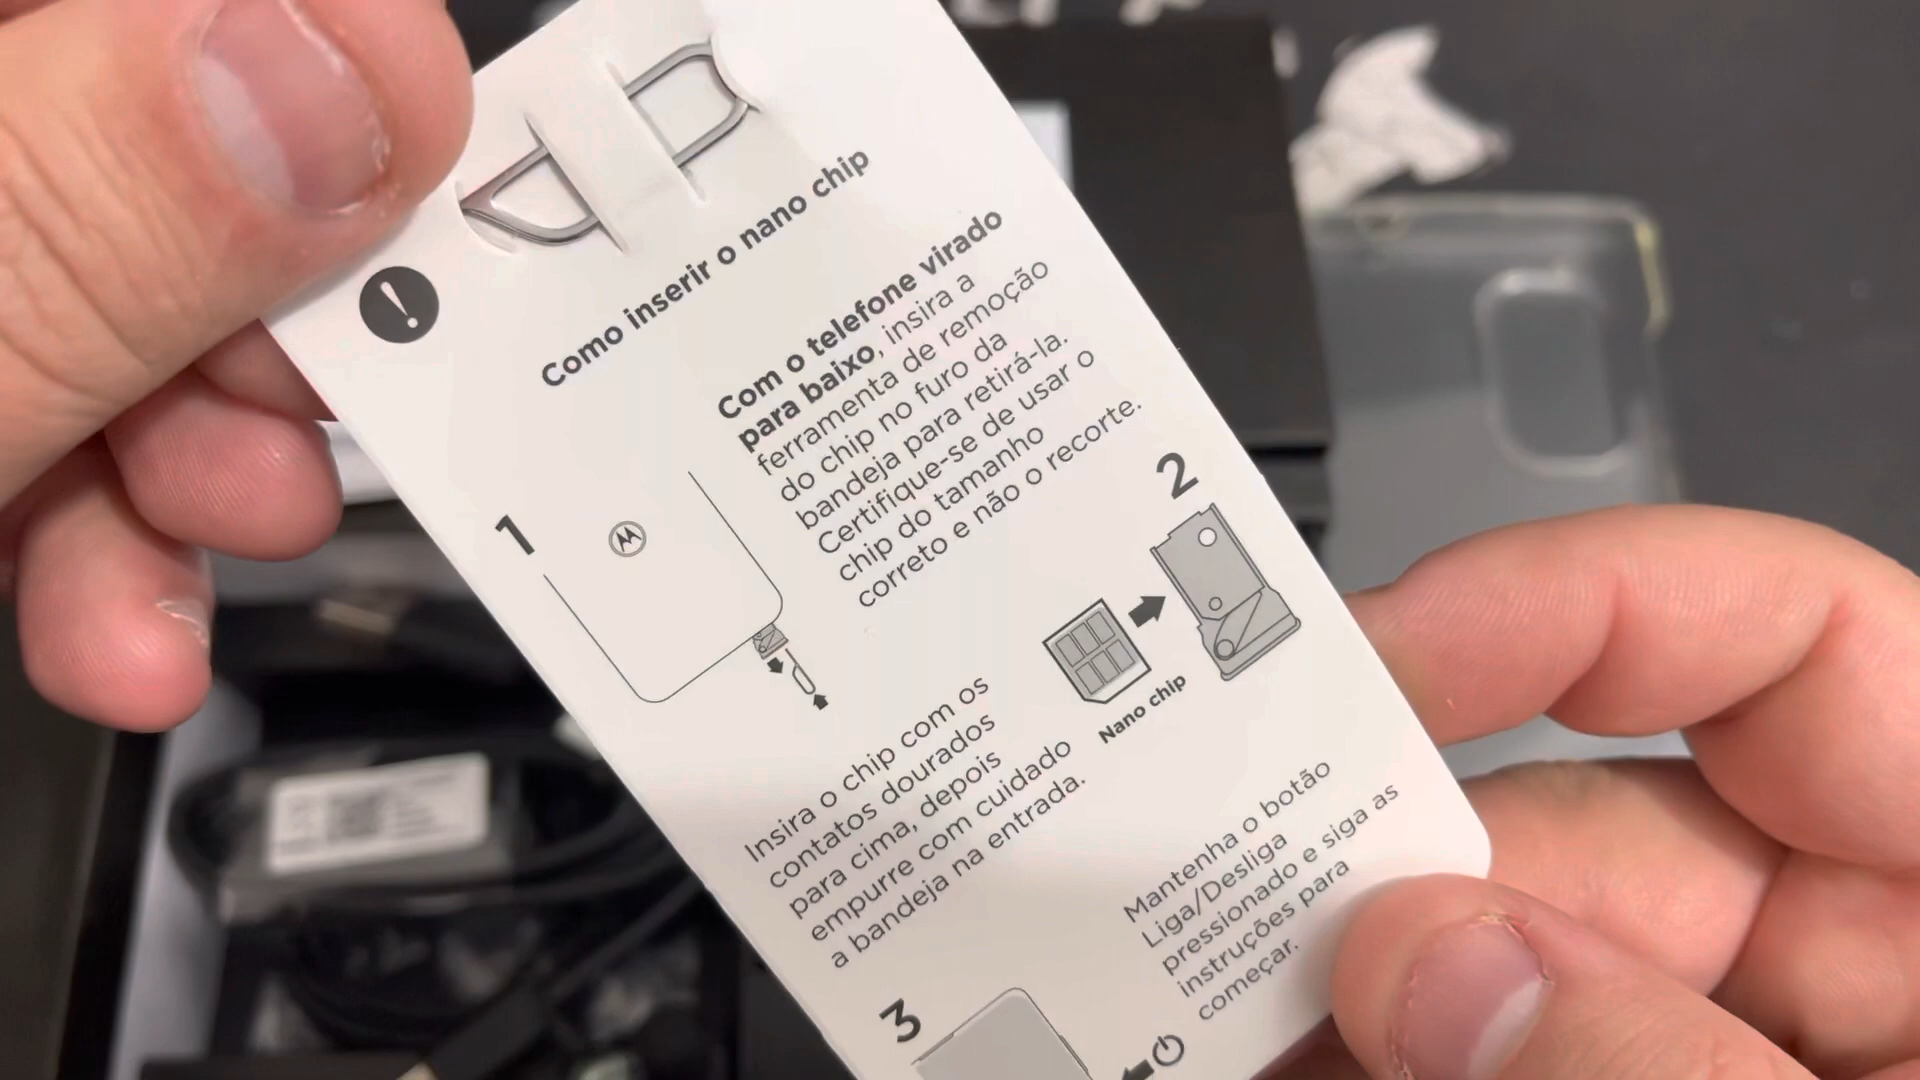 Como inserir o nano chip
1
Com o telefone virado
para baixo, insira a
ferramenta de remoção
do chip no furo da
bandeja para retirá-la.
Certifique-se de usar o
chip do tamanho
correto e não o recorte.
2
Nano chip
Insira o chip com os
contatos dourados
para cima, depois
empurre com cuidado
a bandeja na entrada.
3
Mantenha o botão
Liga/Desliga
pressionado e siga as
instruções para
começar.